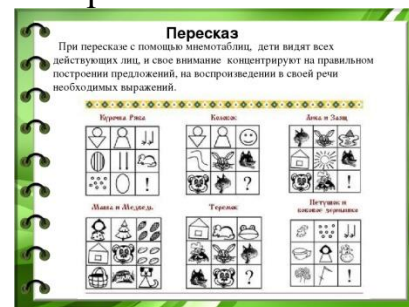 Пересказ
При пересказе с помощью мнемотаблиц, дети видят всех
действующих лиц, и свое внимание концентрируют на правильном
построении предложений, на воспроизведении в своей речи
необходимых выражений.
Курочка Ряба
Колобок
Лиса и Заяц
!
?
Маша и Медведь
Теремок
Петушок и
бобовое зернышко
?
!